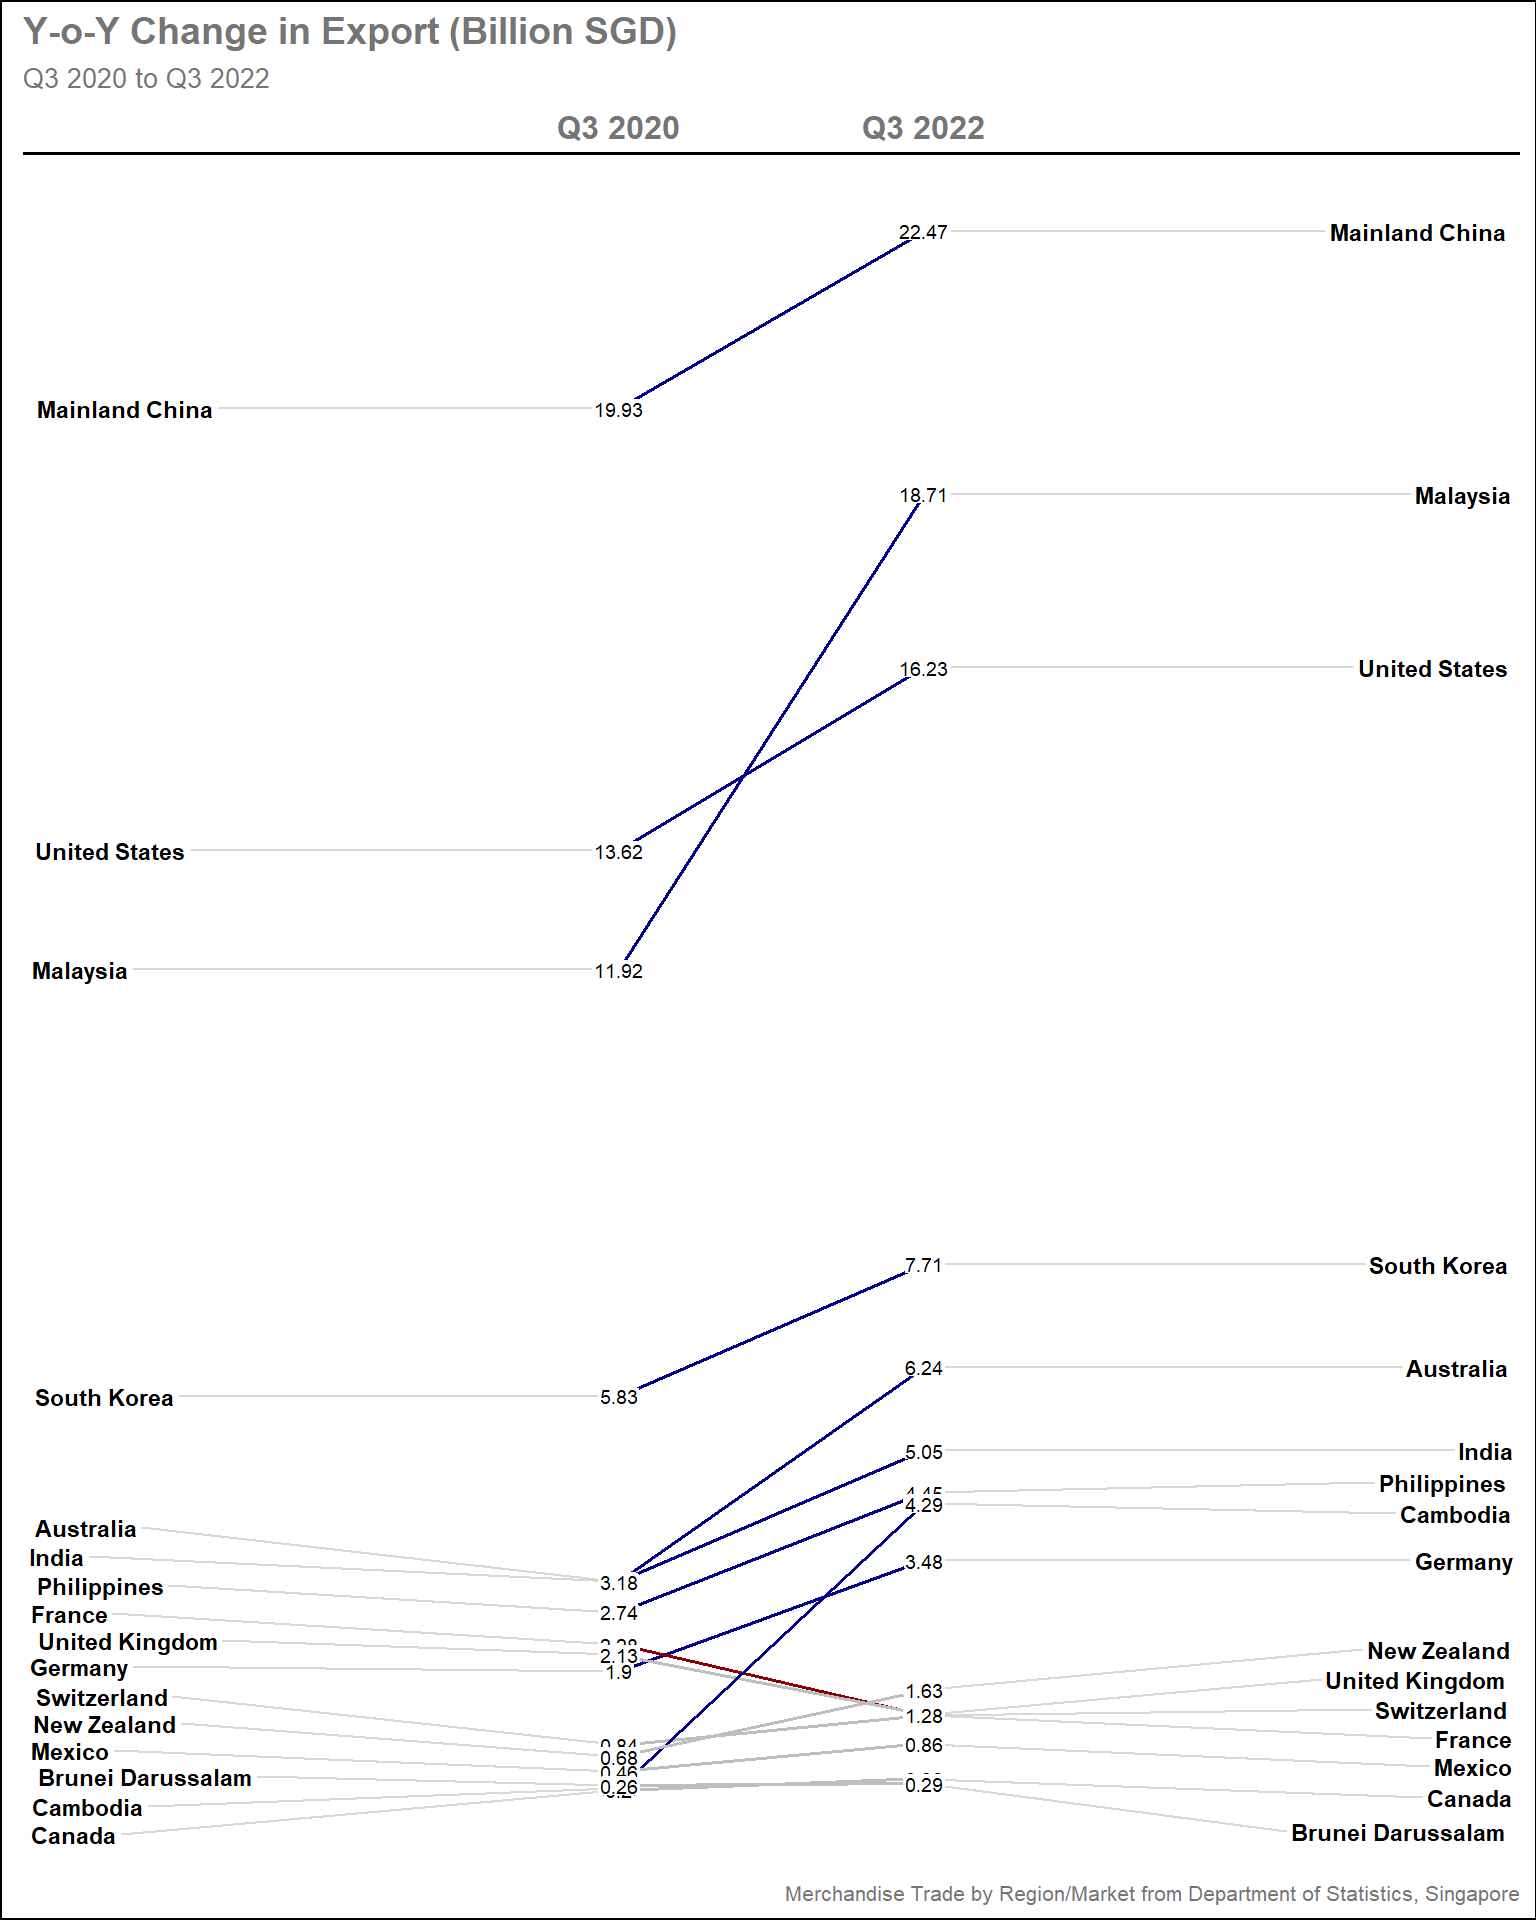 Y-o-Y Change in Export (Billion SGD)
Q3 2020 to Q3 2022
Q3 2020 Q3 2022
22.47 Mainland China
Mainland China 19.93
18.71 Malaysia
16.23 United States
United States 13.62
Malaysia 11.92
7.71 South Korea
6.24 Australia
South Korea 5.83
5.05 India
Philippines
4.29 Cambodia
Australia
India
3.48 Germany
3.18
Philippines
2.74
France
United Kingdom
2.13
New Zealand
Germany 1.9
United Kingdom
1.63
Switzerland
Switzerland
1.28
New Zealand
France
0.68
0.86
Mexico
Mexico
Brunei Darussalam
0.26
0.29
Canada
Cambodia
Canada
Brunei Darussalam
Merchandise Trade by Region/Market from Department of Statistics, Singapore